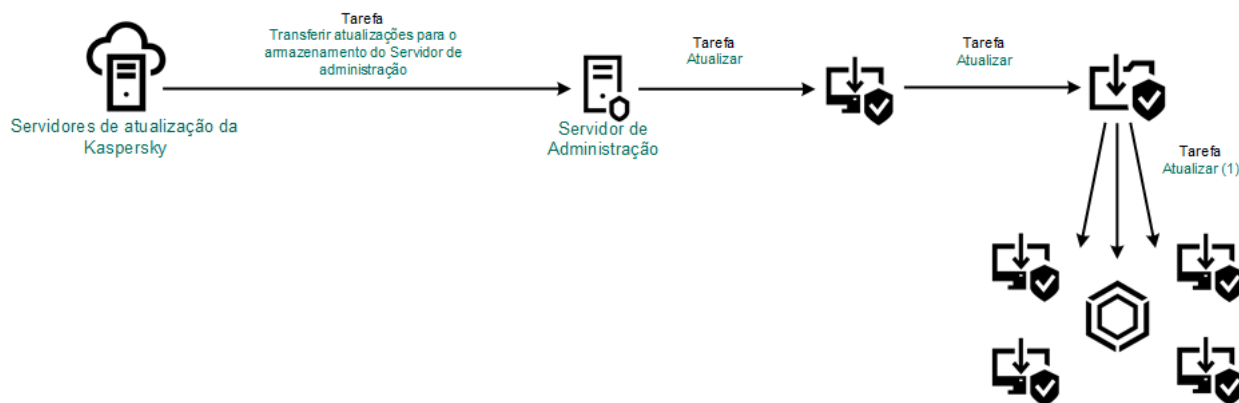 Tarefa
Transferir atualizações para o
armazenamento do Servidor de
administração
Tarefa
Atualizar
Tarefa
Atualizar
Servidores de atualização da
Kaspersky
Servidor de
Administração
Tarefa
Atualizar (1)